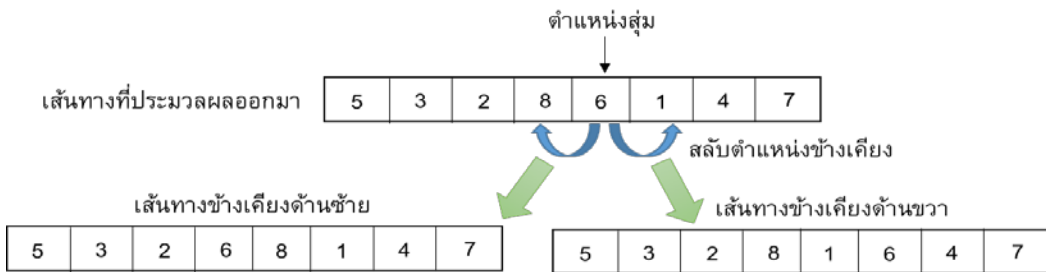 ตำแหน่งสุ่ม
เส้นทางที่ประมวลผลออกมา 5 3 2 8 6 1 4 7
สลับตำแหน่งข้างเคียง
เส้นทางข้างเคียงด้านซ้าย
5 3 2 6 8 1 4 7
เส้นทางข้างเคียงด้านขวา
5 3 2 8 1 6 4 7